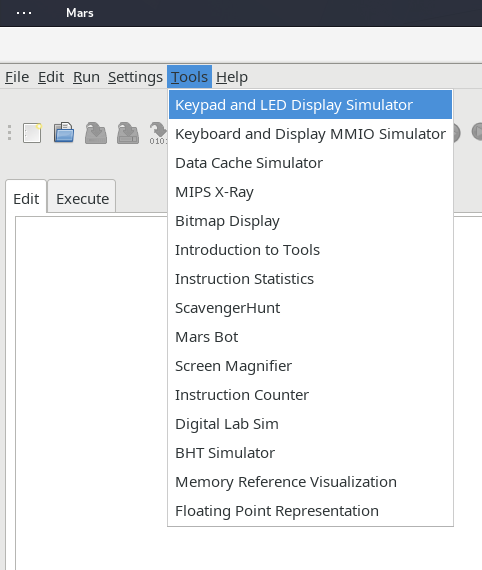 Mars
File Edit Run Settings Tools Help
Keypad and LED Display Simulator
Keyboard and Display MMIO Simulator
010
Data Cache Simulator
MIPS X-Ray
Edit Execute
Bitmap Display
Introduction to Tools
Instruction Statistics
ScavengerHunt
Mars Bot
Screen Magnifier
Instruction Counter
Digital Lab Sim
BHT Simulator
Memory Reference Visualization
Floating Point Representation